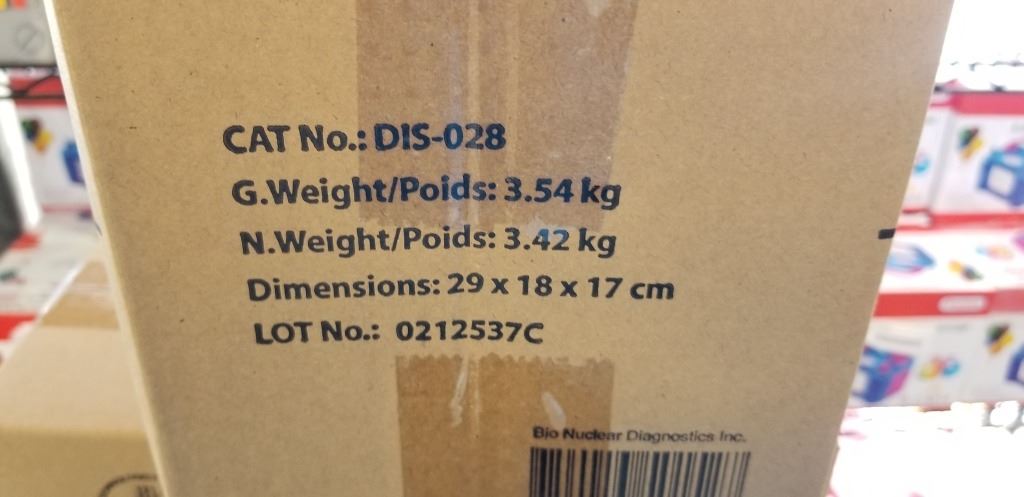 CAT No.: DIS-028
G.Weight/Poids: 3.54 kg
N.Weight/Poids: 3.42 kg
Dimensions: 29 x 18 x 17 cm
LOT No.: 0212537C
Bio Nuclear Diagnostics Inc.